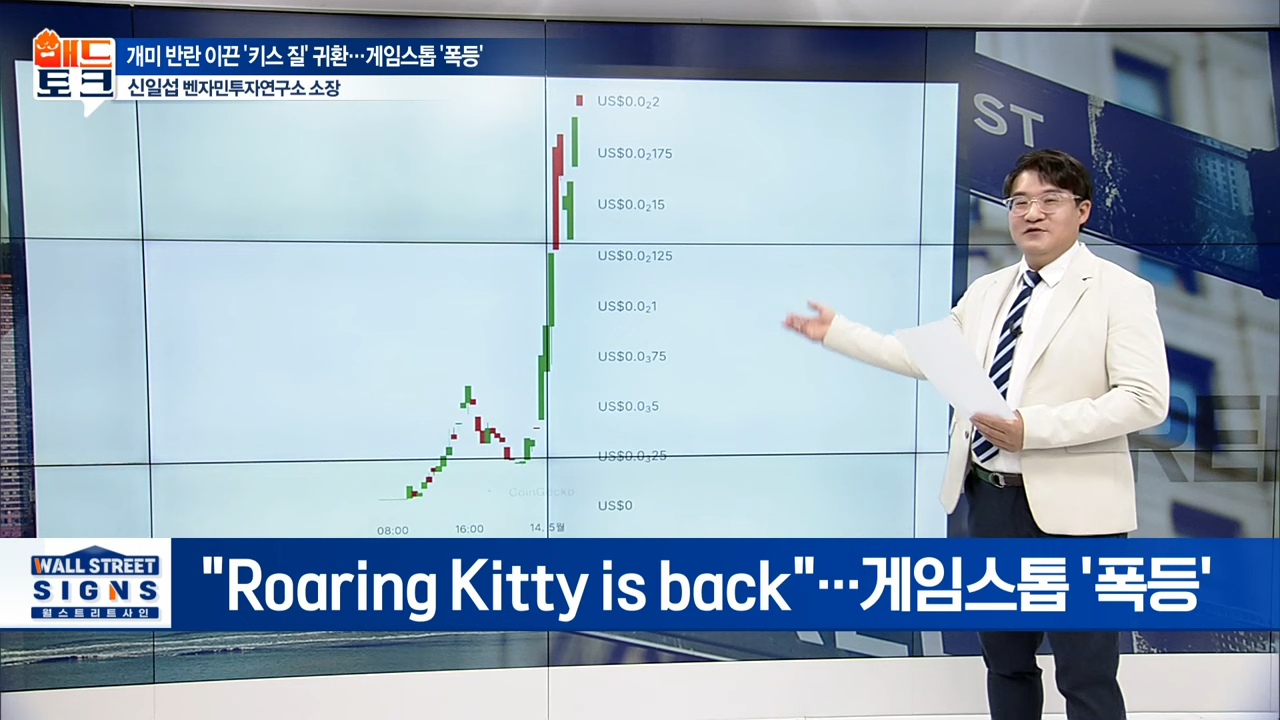 매드
토크
개미 반란 이끈 '키스 질' 귀환…게임스톱 '폭등'
신일섭 벤자민투자연구소 소장
US$0.0₂2
US$0.0₂175
US$0.0₂15
US$0.0₂125
US$0.0₂1
US$0.0₃75
US$0.0₃5
US$0.0₃25
US$0
CoinGecko
08:00 16:00 14. 5월
ST
WALL STREET
SIGNS
월스트리트사인
"Roaring Kitty is back"…게임스톱 '폭등'